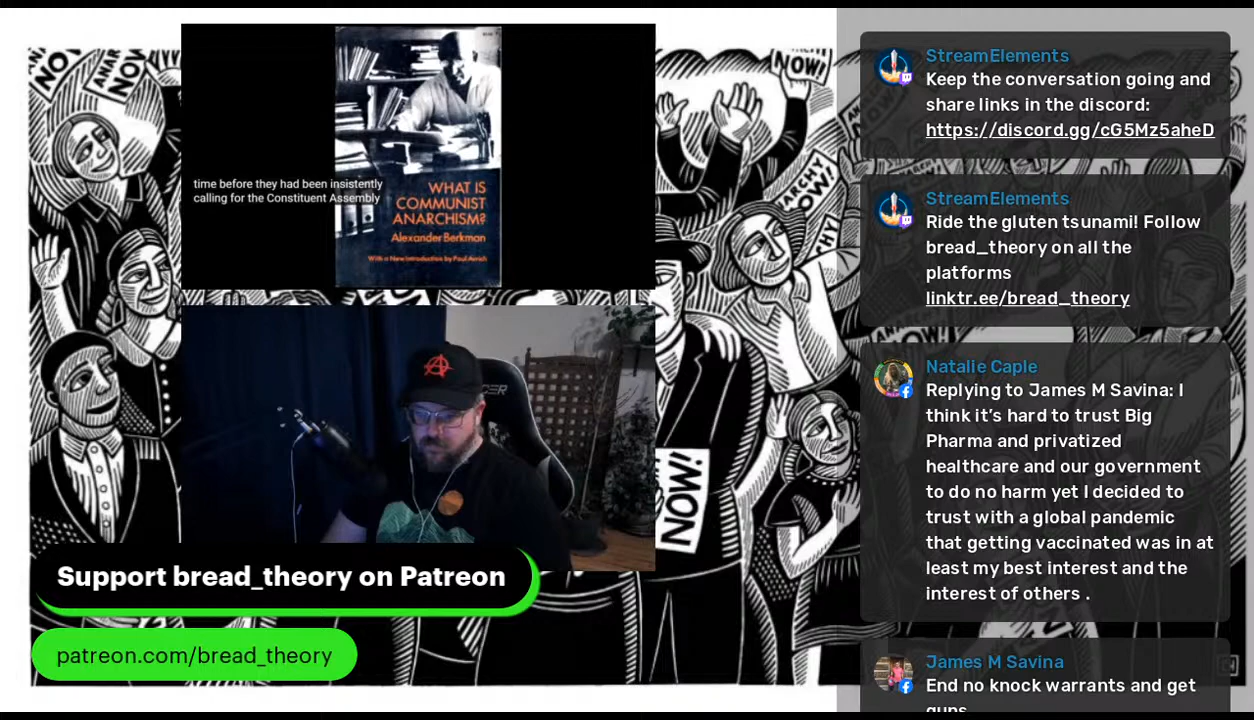 NOW
ANAR
NOW
NOW!
time before they had been insistently
calling for the Constituent Assembly
WHAT IS
COMMUNIST
ANARCHISM?
Alexander Berkman
With a New Introduction by Paul Avrich
ANARCHY
NOW!
NOW!
Support bread_theory on Patreon
patreon.com/bread_theory
StreamElements
Keep the conversation going and
share links in the discord:
https://discord.gg/cG5Mz5aheD
StreamElements
Ride the gluten tsunami! Follow
bread_theory on all the
platforms
linktr.ee/bread_theory
Natalie Caple
Replying to James M Savina: I
think it’s hard to trust Big
Pharma and privatized
healthcare and our government
to do no harm yet I decided to
trust with a global pandemic
that getting vaccinated was in at
least my best interest and the
interest of others .
James M Savina
End no knock warrants and get
guns